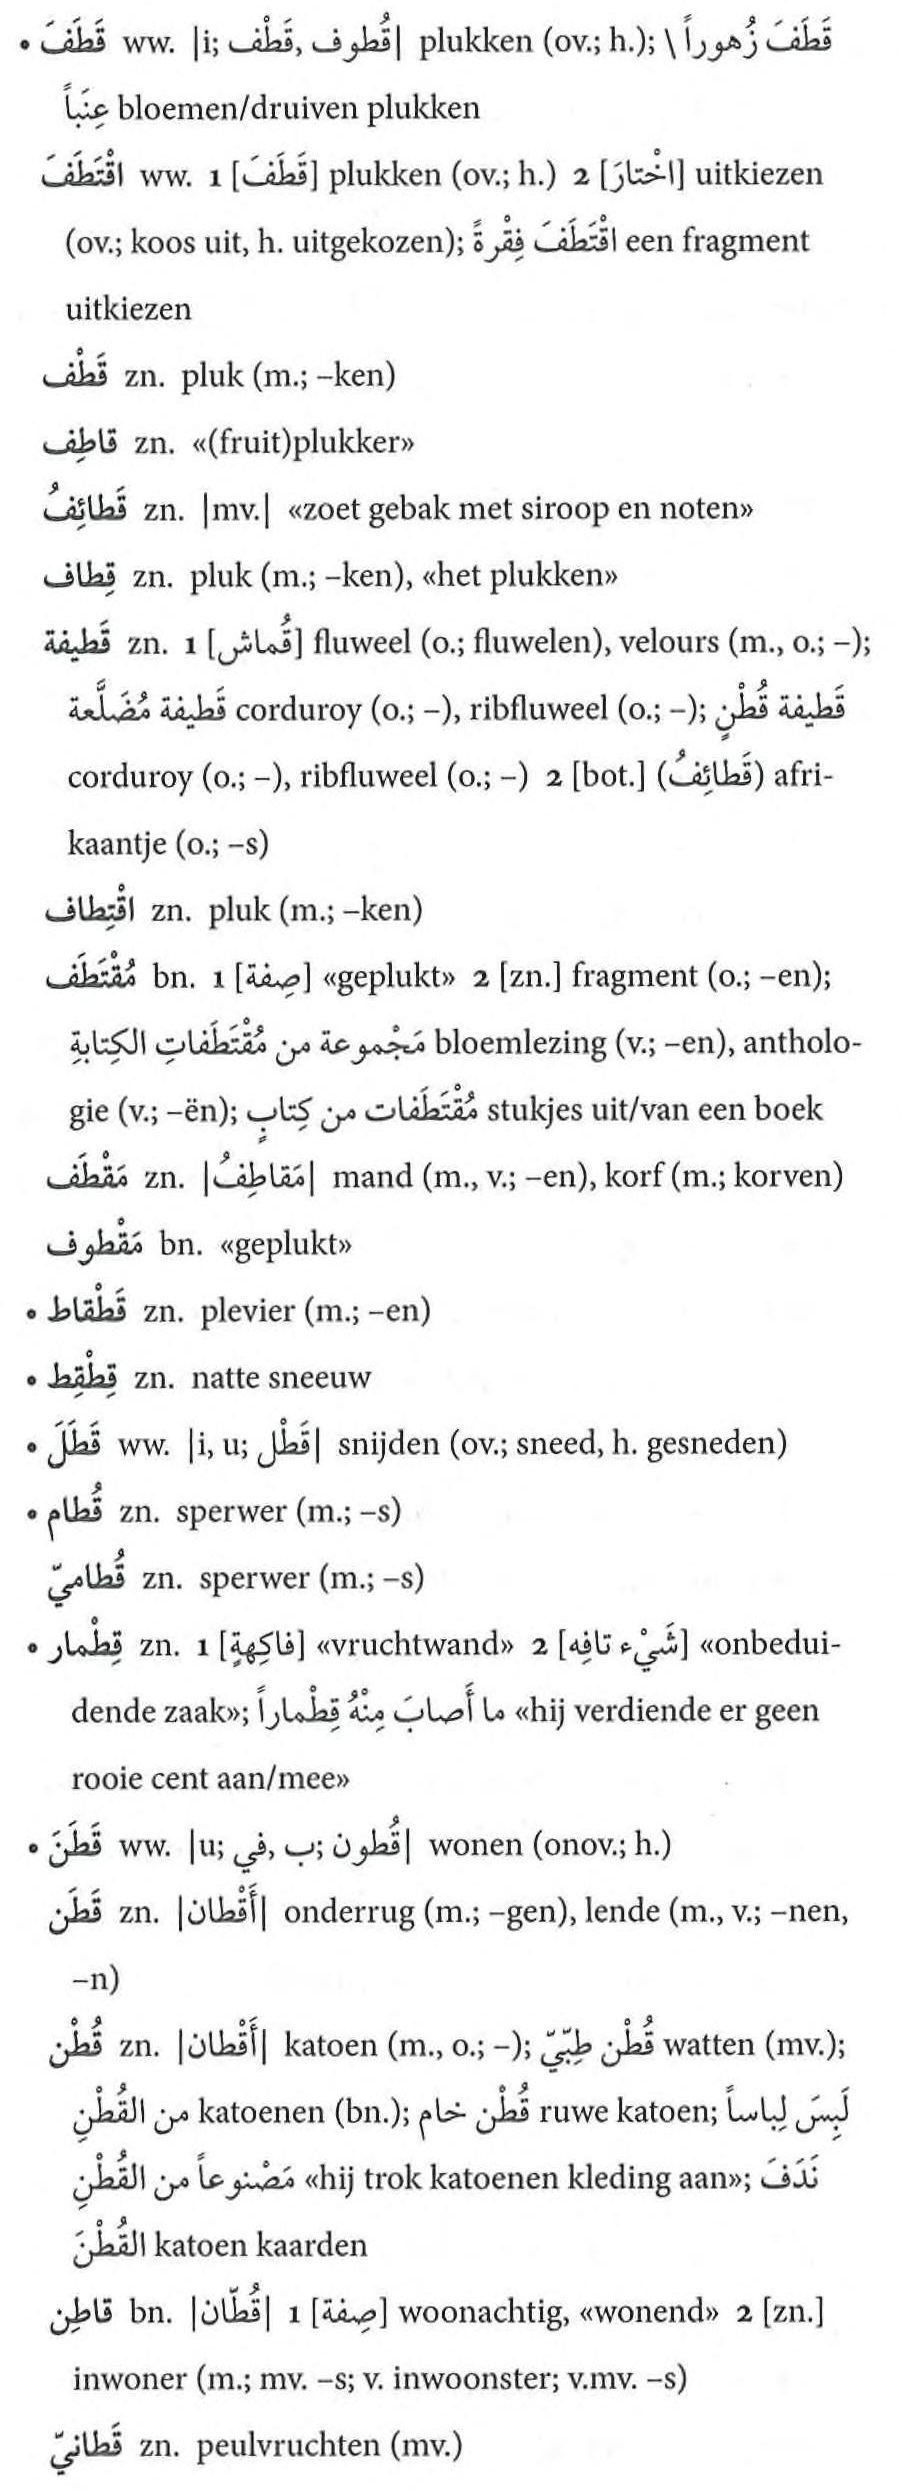 • قَطَفَ ww. |i; قُطوف ,قَطْف| plukken (ov.; h.); قَطَفَ زُهوراً \
عِنَباً bloemen/druiven plukken
اقْتَطَفَ ww. 1 [قَطَفَ] plukken (ov.; h.) 2 [اخْتارَ] uitkiezen
(ov.; koos uit, h. uitgekozen); اقْتَطَفَ فِقْرةً een fragment
uitkiezen
قَطْف zn. pluk (m.; –ken)
قاطِف zn. «(fruit)plukker»
قَطائِفُ zn. |mv.| «zoet gebak met siroop en noten»
قِطاف zn. pluk (m.; –ken), «het plukken»
قَطيفة zn. 1 [قُماش] fluweel (o.; fluwelen), velours (m., o.; –);
قَطيفة مُضَلَّعة corduroy (o.; –), ribfluweel (o.; –); قَطيفة قُطْنٍ
corduroy (o.; –), ribfluweel (o.; –) 2 [bot.] (قَطائِفُ) afri-
kaantje (o.; –s)
اقْتِطاف zn. pluk (m.; –ken)
مُقْتَطَف bn. 1 [صِفة] «geplukt» 2 [zn.] fragment (o.; –en);
مَجْموعة من مُقْتَطَفاتِ الكِتابةِ bloemlezing (v.; –en), antholo-
gie (v.; –ën); مُقْتَطَفات من كِتابٍ stukjes uit/van een boek
مَقْطَف zn. |مَقاطِفُ| mand (m., v.; –en), korf (m.; korven)
مَقْطوف bn. «geplukt»
• قَطْقاط zn. plevier (m.; –en)
• قِطْقِط zn. natte sneeuw
• قَطَلَ ww. |i, u; قَطْل| snijden (ov.; sneed, h. gesneden)
• قُطام zn. sperwer (m.; –s)
قُطاميّ zn. sperwer (m.; –s)
• قِطْمار zn. 1 [فاكِهةٍ] «vruchtwand» 2 [شَيْء تافِه] «onbedui-
dende zaak»; ما أَصابَ مِنْهُ قِطْماراً «hij verdiende er geen
rooie cent aan/mee»
• قَطَنَ ww. |u; قُطون; ب ,في| wonen (onov.; h.)
قَطَن zn. |أَقْطان| onderrug (m.; –gen), lende (m., v.; –nen,
–n)
قُطْن zn. |أَقْطان| katoen (m., o.; –); قُطْن طِبّيّ watten (mv.);
من القُطْنِ katoenen (bn.); قُطْن خام ruwe katoen; لَبِسَ لِباساً
مَصْنوعاً من القُطْنِ «hij trok katoenen kleding aan»; نَدَفَ
القُطْنَ katoen kaarden
قاطِن bn. |قُطّان| 1 [صِفة] woonachtig, «wonend» 2 [zn.]
inwoner (m.; mv. –s; v. inwoonster; v.mv. –s)
قَطانيّ zn. peulvruchten (mv.)